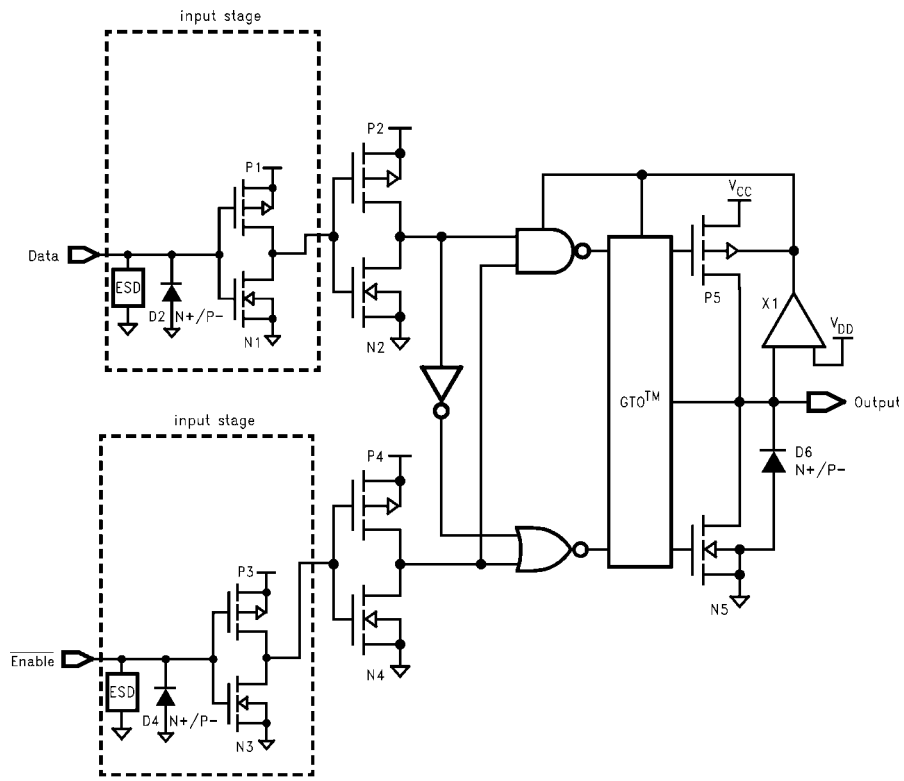 input stage
P2
P1
V_CC
Data
ESD
P5
X1
D2 N+/P-
V_DD
N1
N2
GTO™
Output
input stage
P4
D6
N+/P-
P3
N5
E̅n̅a̅b̅l̅e̅
ESD
N4
D4 N+/P-
N3